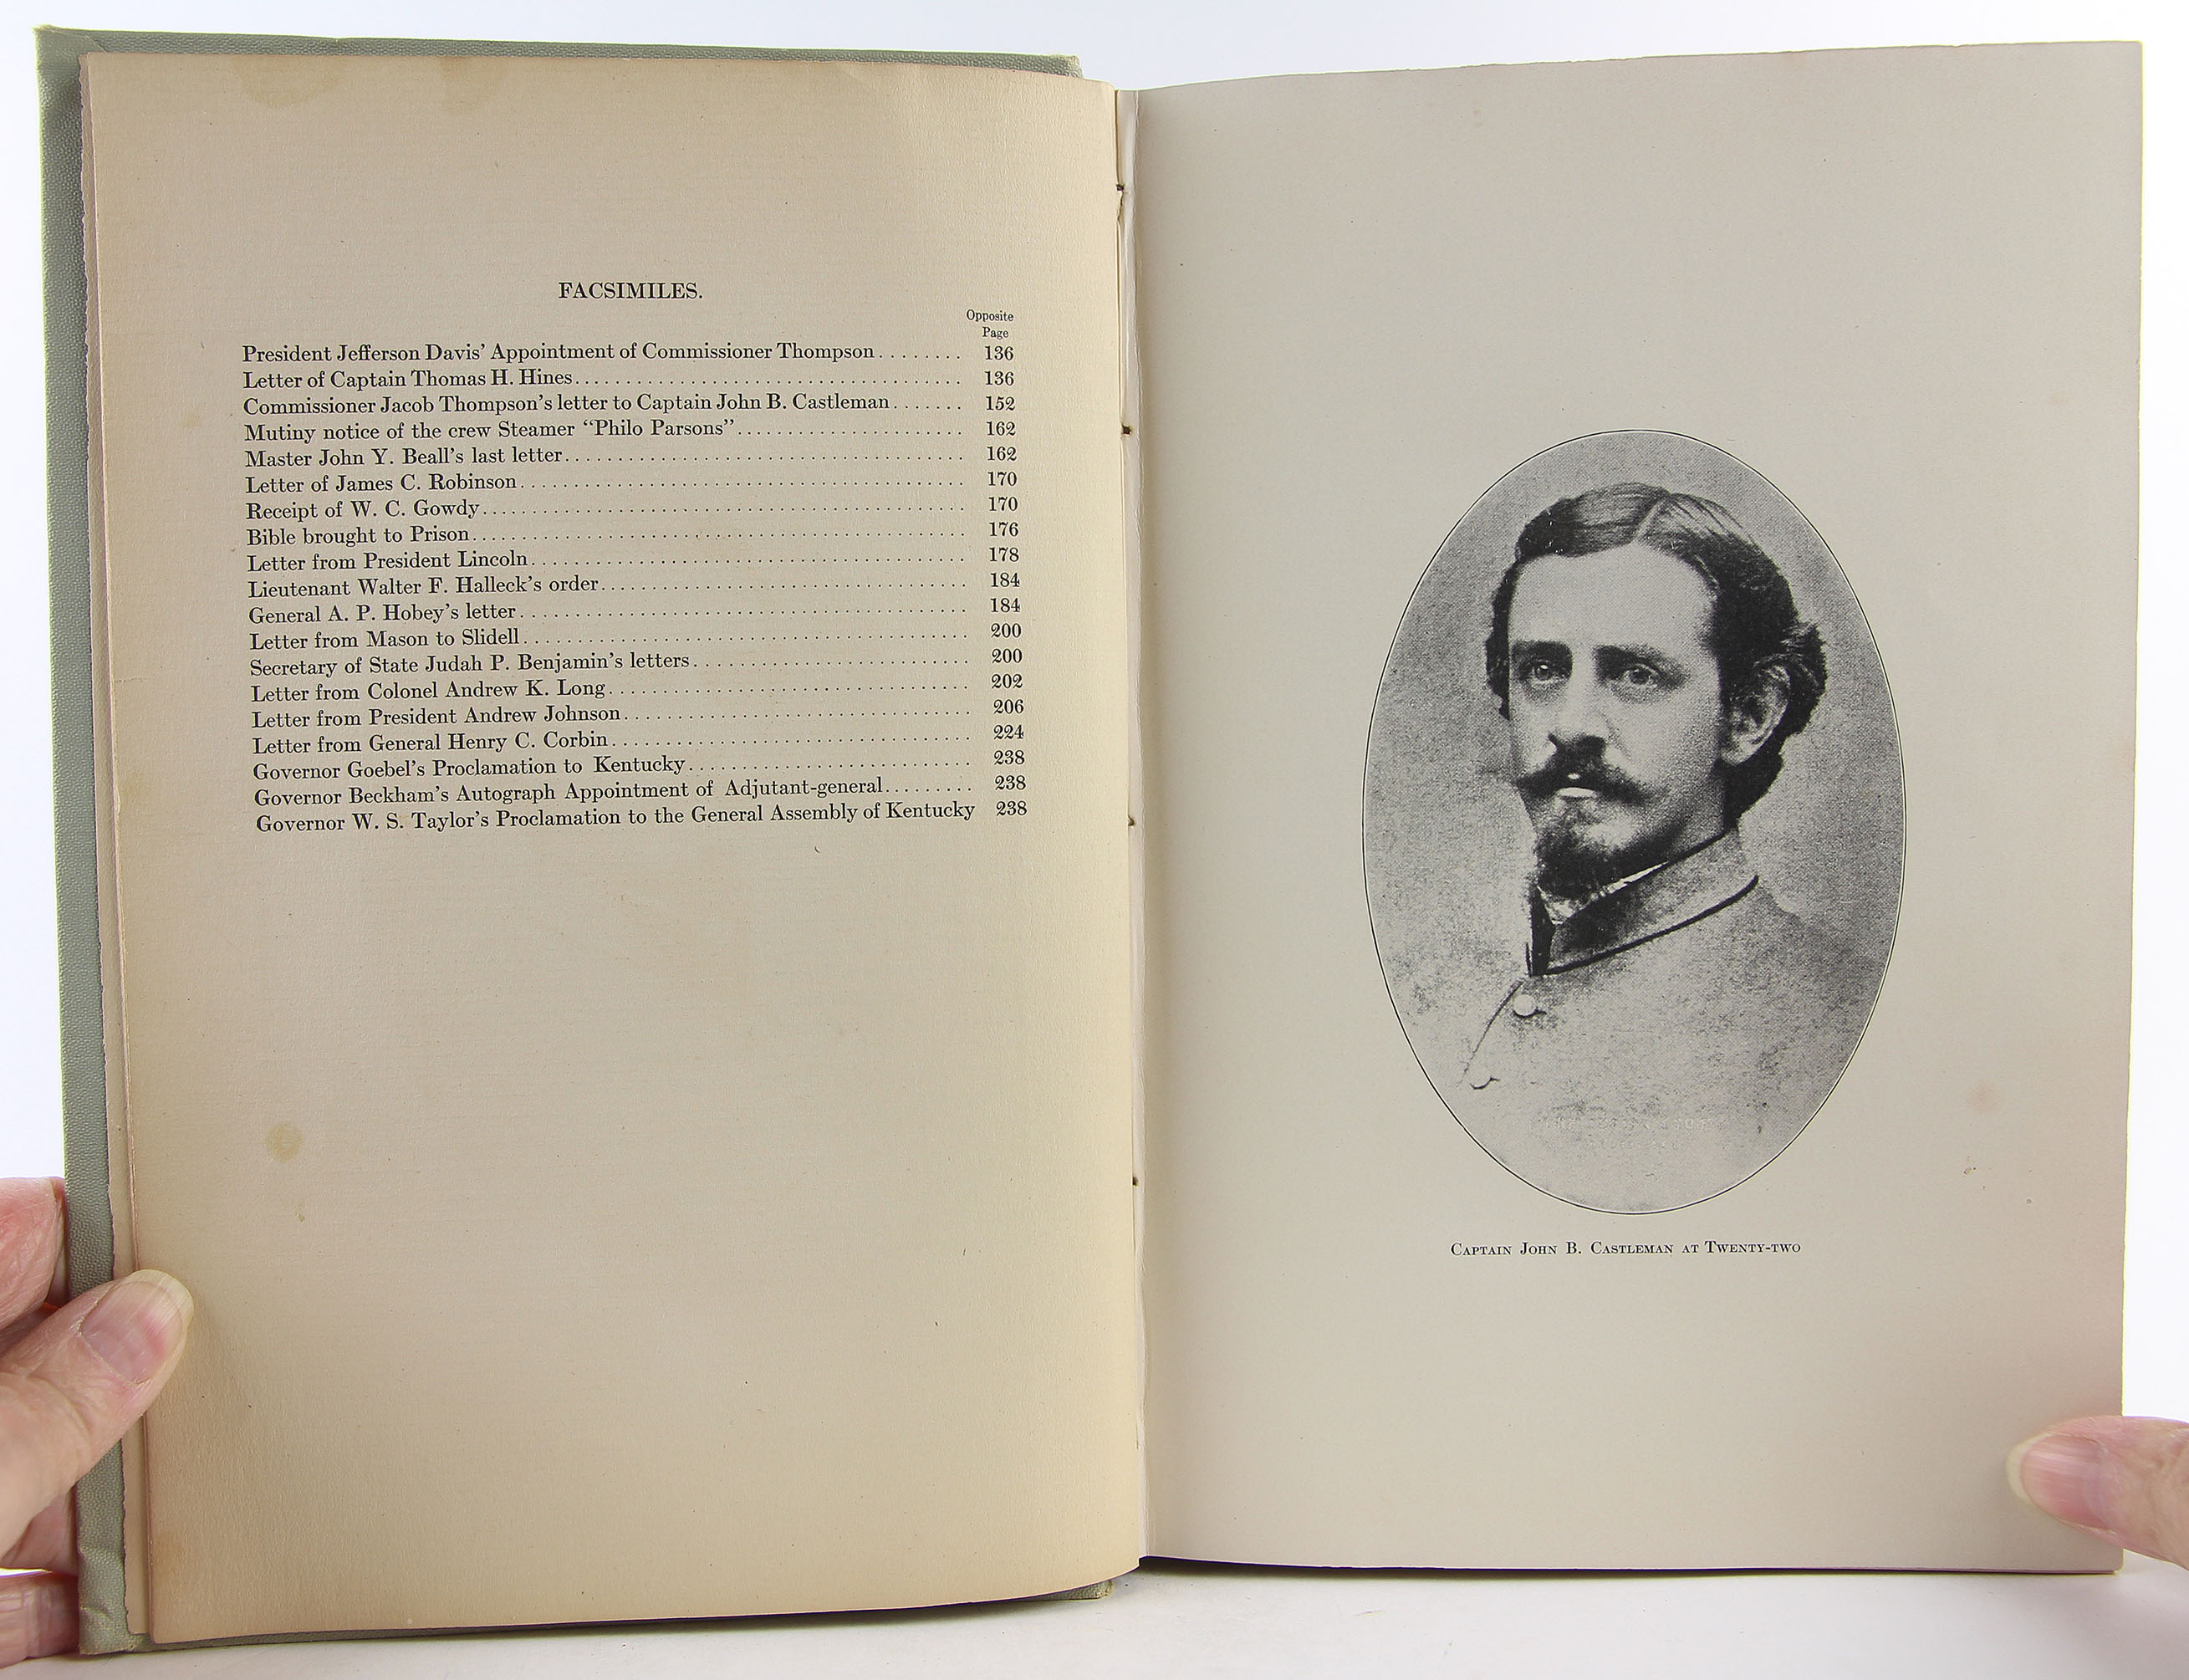 FACSIMILES.
Opposite
Page
President Jefferson Davis' Appointment of Commissioner Thompson........ 136
Letter of Captain Thomas H. Hines.................................... 136
Commissioner Jacob Thompson's letter to Captain John B. Castleman....... 152
Mutiny notice of the crew Steamer "Philo Parsons"...................... 162
Master John Y. Beall's last letter..................................... 162
Letter of James C. Robinson.......................................... 170
Receipt of W. C. Gowdy............................................. 170
Bible brought to Prison.............................................. 176
Letter from President Lincoln......................................... 178
Lieutenant Walter F. Halleck's order................................... 184
General A. P. Hobey's letter.......................................... 184
Letter from Mason to Slidell.......................................... 200
Secretary of State Judah P. Benjamin's letters.......................... 200
Letter from Colonel Andrew K. Long................................... 202
Letter from President Andrew Johnson.................................. 206
Letter from General Henry C. Corbin................................... 224
Governor Goebel's Proclamation to Kentucky............................ 238
Governor Beckham's Autograph Appointment of Adjutant-general......... 238
Governor W. S. Taylor's Proclamation to the General Assembly of Kentucky 238
CAPTAIN JOHN B. CASTLEMAN AT TWENTY-TWO